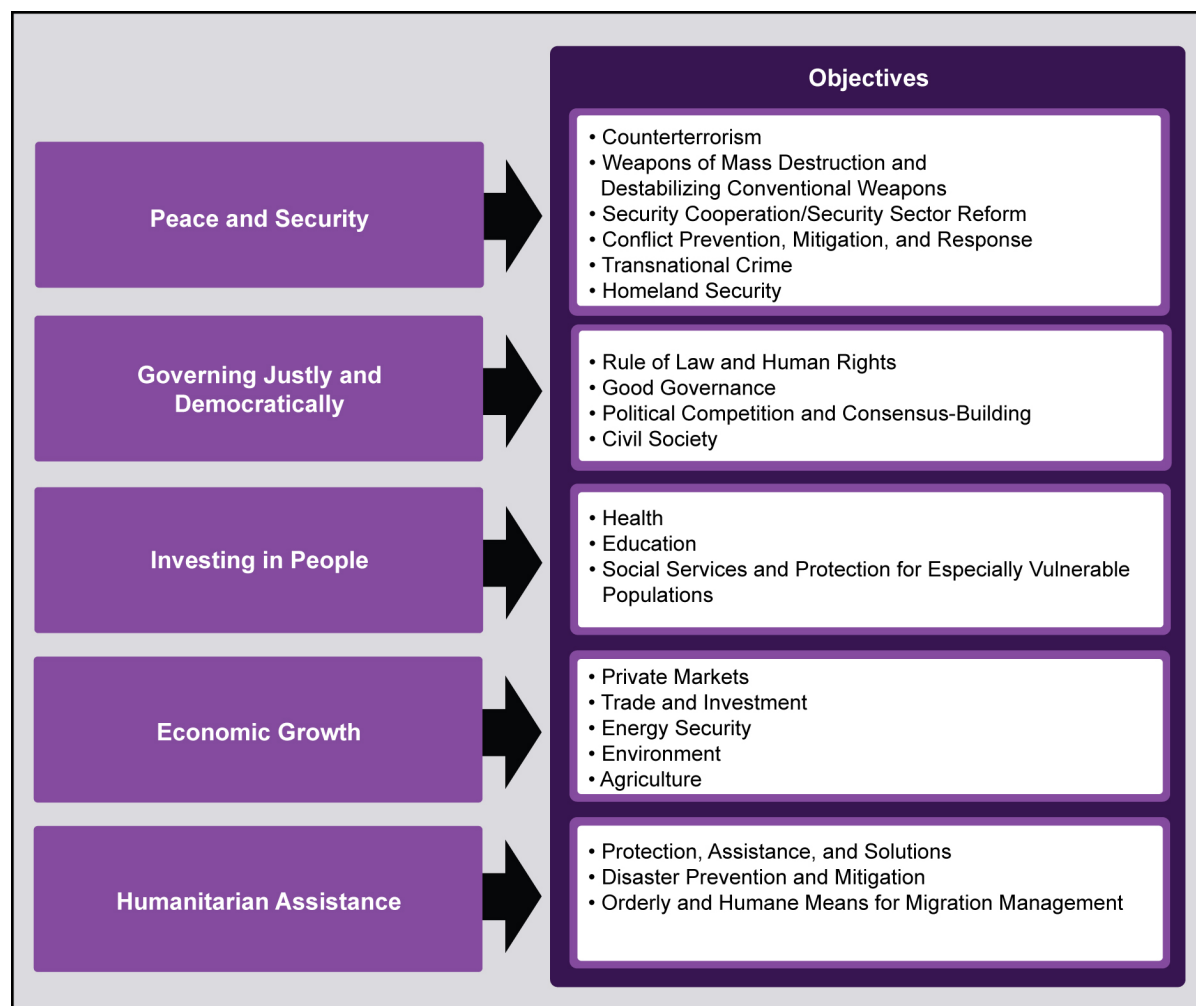 Objectives
Peace and Security
• Counterterrorism
• Weapons of Mass Destruction and
Destabilizing Conventional Weapons
• Security Cooperation/Security Sector Reform
• Conflict Prevention, Mitigation, and Response
• Transnational Crime
• Homeland Security
Governing Justly and
Democratically
• Rule of Law and Human Rights
• Good Governance
• Political Competition and Consensus-Building
• Civil Society
Investing in People
• Health
• Education
• Social Services and Protection for Especially Vulnerable
Populations
Economic Growth
• Private Markets
• Trade and Investment
• Energy Security
• Environment
• Agriculture
Humanitarian Assistance
• Protection, Assistance, and Solutions
• Disaster Prevention and Mitigation
• Orderly and Humane Means for Migration Management